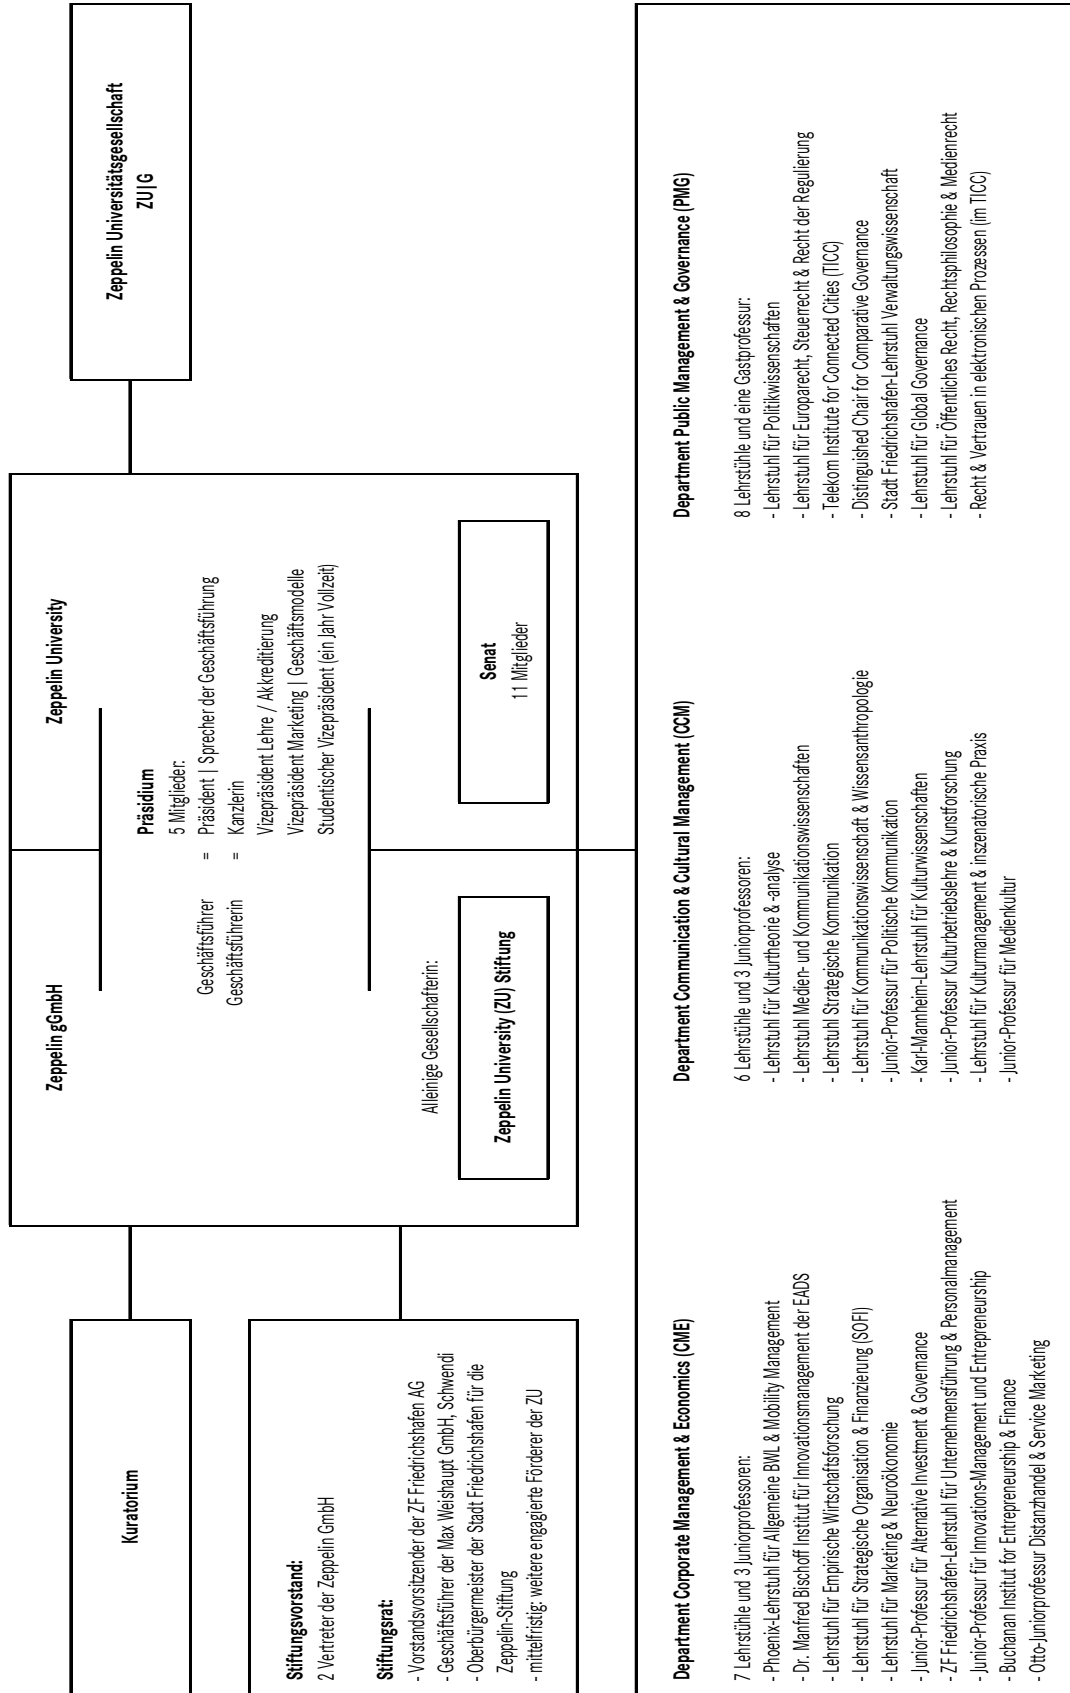 Kuratorium
Stiftungsvorstand:
2 Vertreter der Zeppelin GmbH
Stiftungsrat:
- Vorstandsvorsitzender der ZF Friedrichshafen AG
- Geschäftsführer der Max Weishaupt GmbH, Schwendi
- Oberbürgermeister der Stadt Friedrichshafen für die
Zeppelin-Stiftung
- mittelfristig: weitere engagierte Förderer der ZU
Zeppelin gGmbH
Zeppelin University
Präsidium
5 Mitglieder:
Geschäftsführer = Präsident | Sprecher der Geschäftsführung
Geschäftsführerin = Kanzlerin
Vizepräsident Lehre / Akkreditierung
Vizepräsident Marketing | Geschäftsmodelle
Studentischer Vizepräsident (ein Jahr Vollzeit)
Alleinige Gesellschafterin:
Zeppelin University (ZU) Stiftung
Senat
11 Mitglieder
Zeppelin Universitätsgesellschaft
ZU|G
Department Corporate Management & Economics (CME)
7 Lehrstühle und 3 Juniorprofessoren:
- Phoenix-Lehrstuhl für Allgemeine BWL & Mobility Management
- Dr. Manfred Bischoff Institut für Innovationsmanagement der EADS
- Lehrstuhl für Empirische Wirtschaftsforschung
- Lehrstuhl für Strategische Organisation & Finanzierung (SOFI)
- Lehrstuhl für Marketing & Neuroökonomie
- Junior-Professur für Alternative Investment & Governance
- ZF Friedrichshafen-Lehrstuhl für Unternehmensführung & Personalmanagement
- Junior-Professur für Innovations-Management und Entrepreneurship
- Buchanan Institut for Entrepreneurship & Finance
- Otto-Juniorprofessur Distanzhandel & Service Marketing
Department Communication & Cultural Management (CCM)
6 Lehrstühle und 3 Juniorprofessoren:
- Lehrstuhl für Kulturtheorie & -analyse
- Lehrstuhl Medien- und Kommunikationswissenschaften
- Lehrstuhl Strategische Kommunikation
- Lehrstuhl für Kommunikationswissenschaft & Wissensanthropologie
- Junior-Professur für Politische Kommunikation
- Karl-Mannheim-Lehrstuhl für Kulturwissenschaften
- Junior-Professur Kulturbetriebslehre & Kunstforschung
- Lehrstuhl für Kulturmanagement & inszenatorische Praxis
- Junior-Professur für Medienkultur
Department Public Management & Governance (PMG)
8 Lehrstühle und eine Gastprofessur:
- Lehrstuhl für Politikwissenschaften
- Lehrstuhl für Europarecht, Steuerrecht & Recht der Regulierung
- Telekom Institute for Connected Cities (TICC)
- Distinguished Chair for Comparative Governance
- Stadt Friedrichshafen-Lehrstuhl Verwaltungswissenschaft
- Lehrstuhl für Global Governance
- Lehrstuhl für Öffentliches Recht, Rechtsphilosophie & Medienrecht
- Recht & Vertrauen in elektronischen Prozessen (im TICC)